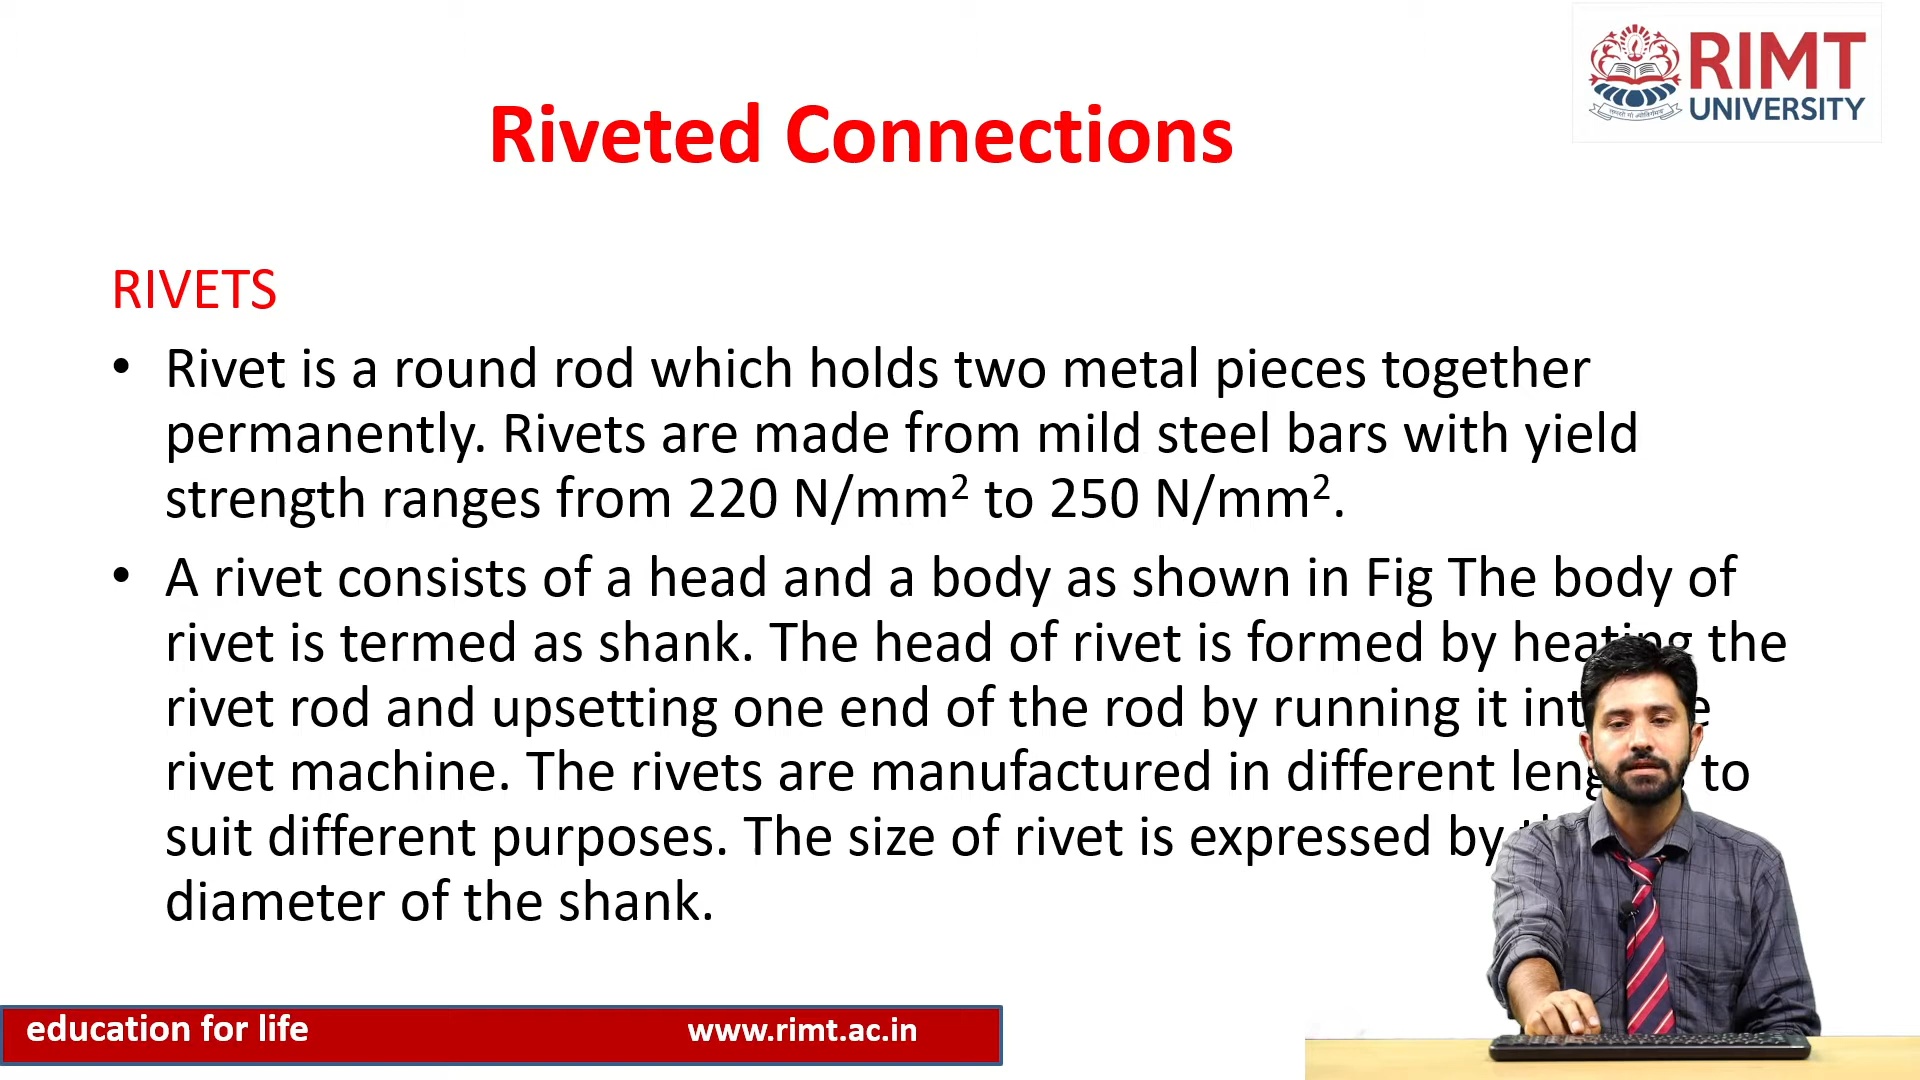 RIMT
UNIVERSITY
Riveted Connections
RIVETS
• Rivet is a round rod which holds two metal pieces together
permanently. Rivets are made from mild steel bars with yield
strength ranges from 220 N/mm² to 250 N/mm².
• A rivet consists of a head and a body as shown in Fig The body of
rivet is termed as shank. The head of rivet is formed by heating the
rivet rod and upsetting one end of the rod by running it
rivet machine. The rivets are manufactured in different to
suit different purposes. The size of rivet is expressed by
diameter of the shank.
education for life
www.rimt.ac.in